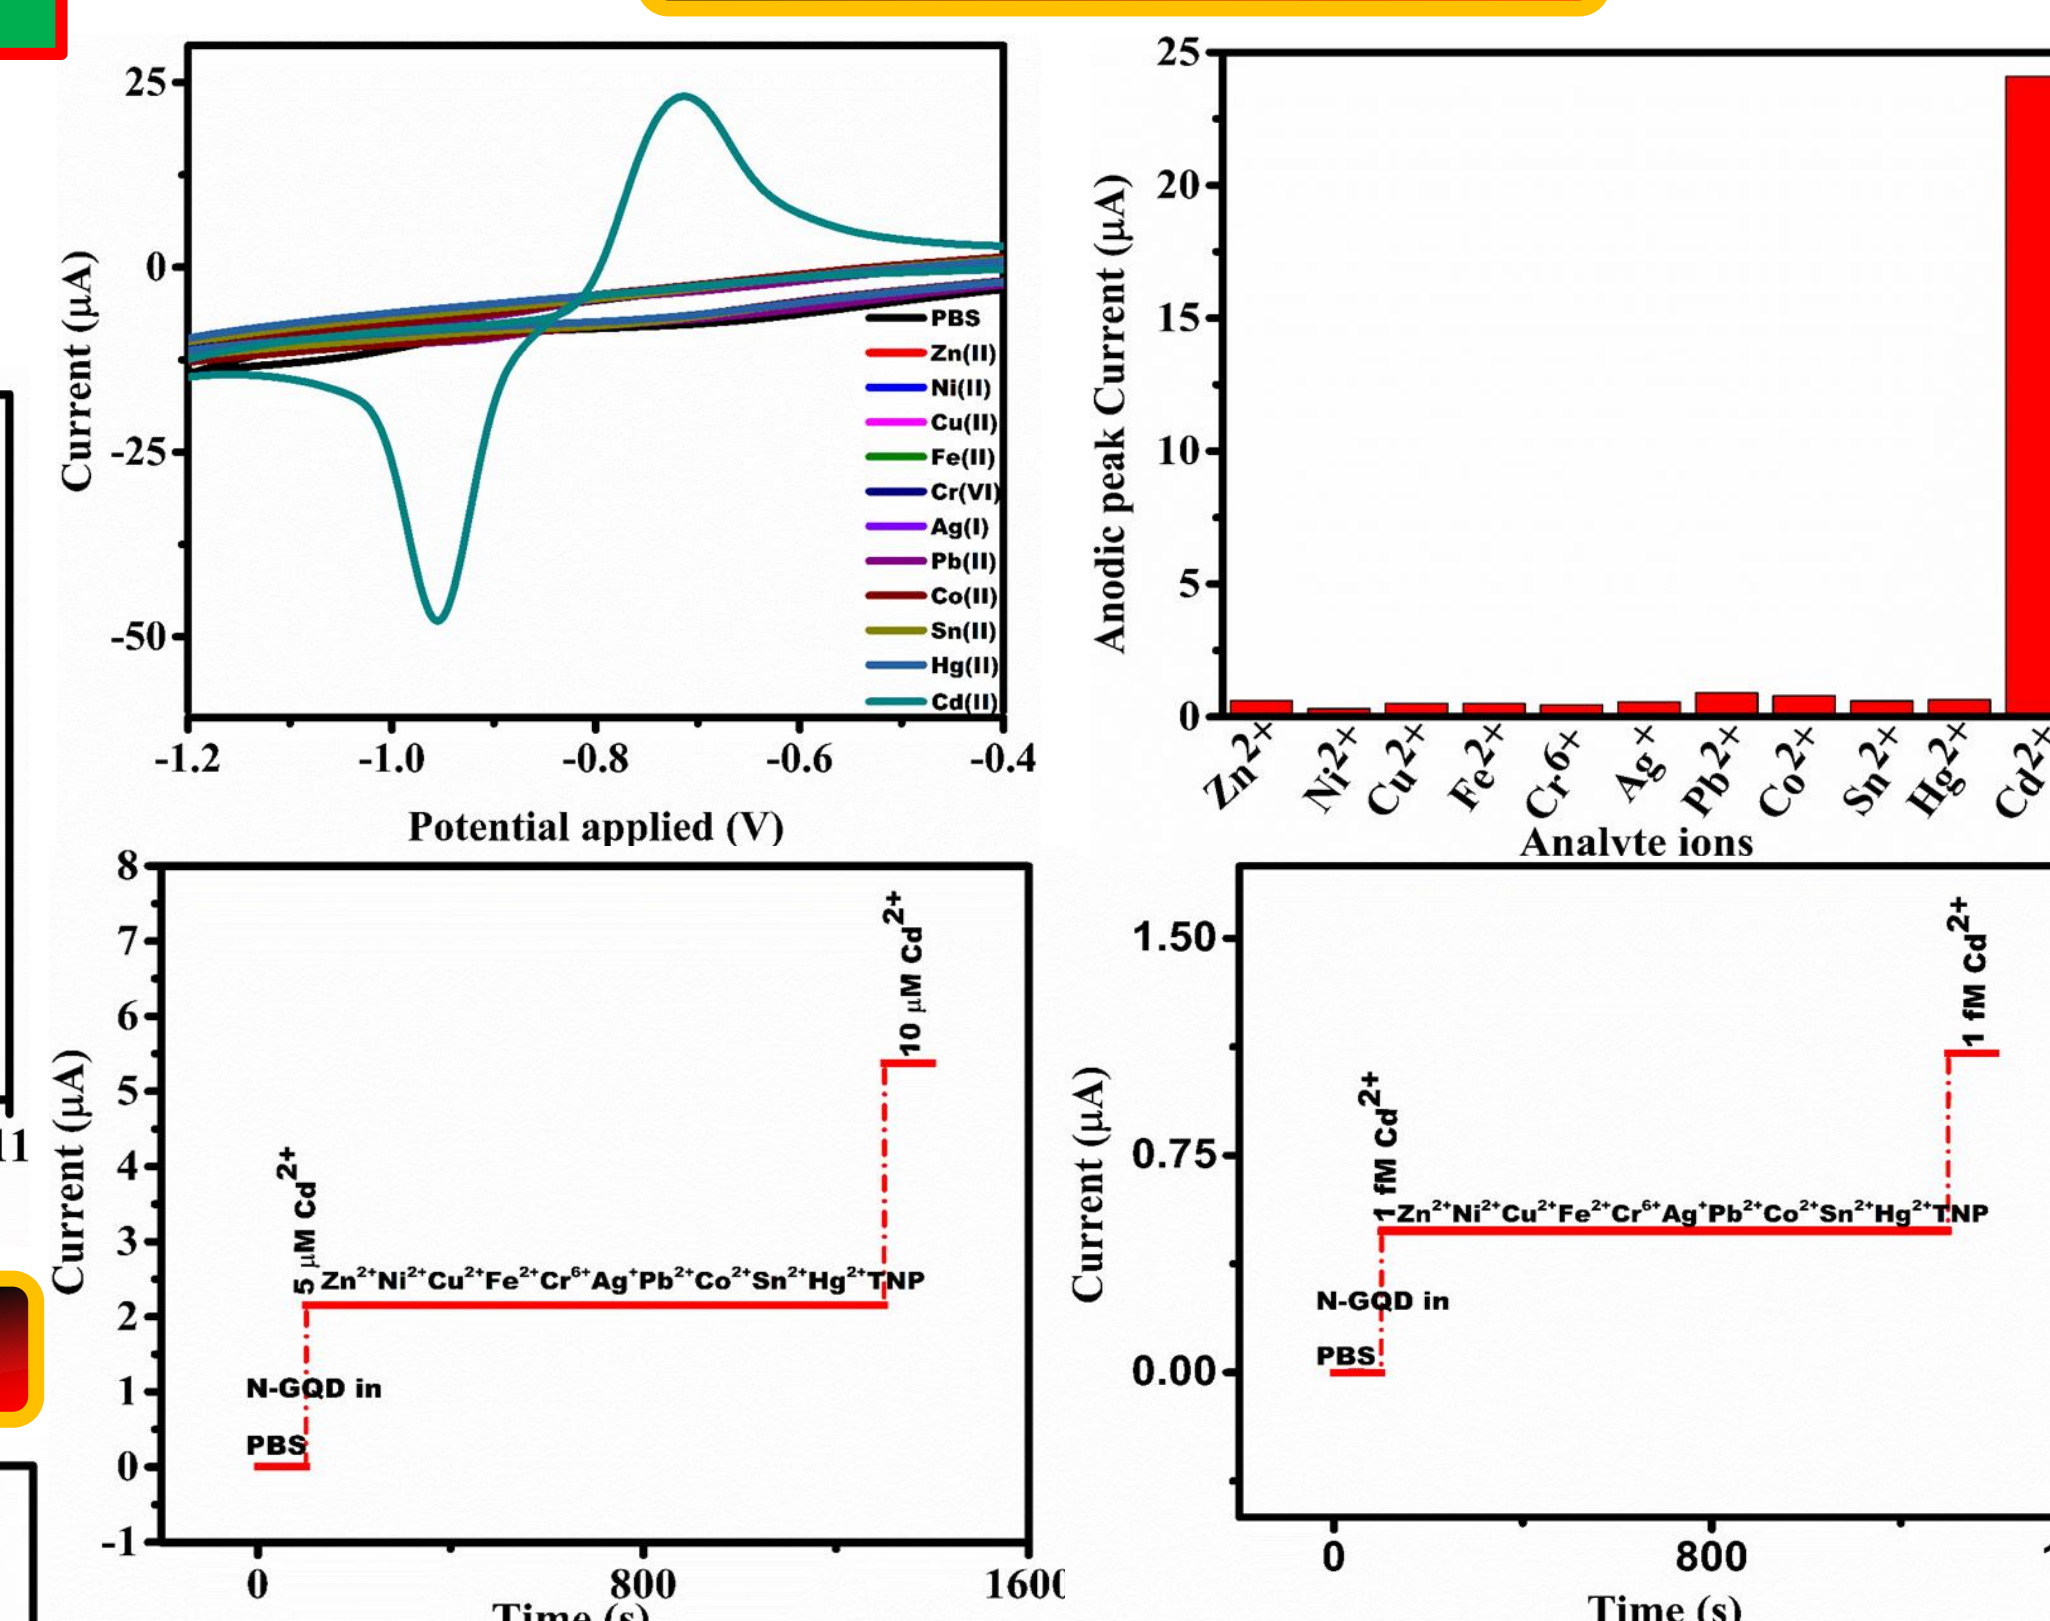 25
0
-25
-50
Current (µA)
-1.2 -1.0 -0.8 -0.6 -0.4
Potential applied (V)
PBS
Zn(II)
Ni(II)
Cu(II)
Fe(II)
Cr(VI)
Ag(I)
Pb(II)
Co(II)
Sn(II)
Hg(II)
Cd(II)
25
20
15
10
5
0
Anodic peak Current (µA)
Zn2+ Ni2+ Cu2+ Fe2+ Cr6+ Ag+ Pb2+ Co2+ Sn2+ Hg2+ Cd2+
Analyte ions
8
7
6
5
4
3
2
1
0
-1
Current (µA)
10 µM Cd2+
5 µM Cd2+
Zn2+Ni2+Cu2+Fe2+Cr6+Ag+Pb2+Co2+Sn2+Hg2+TNP
N-GQD in
PBS
0 800 1600
Time (s)
1.50
0.75
0.00
Current (µA)
1 fM Cd2+
1 fM Cd2+
Zn2+Ni2+Cu2+Fe2+Cr6+Ag+Pb2+Co2+Sn2+Hg2+TNP
N-GQD in
PBS
0 800
Time (s)
11